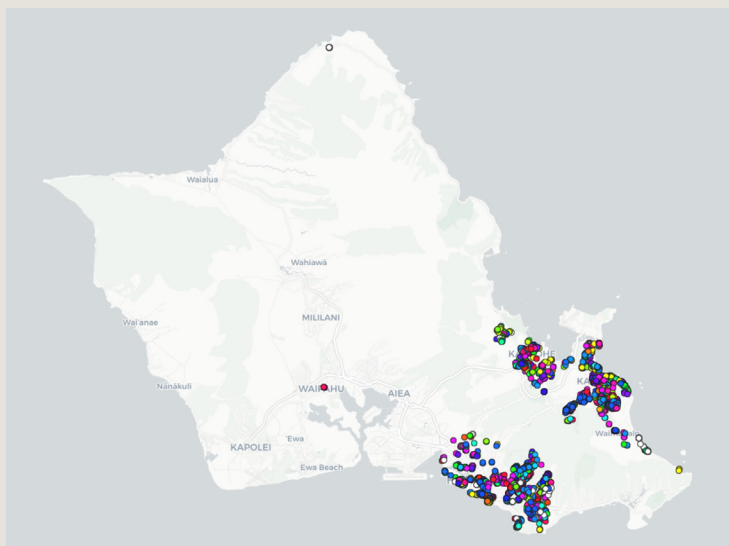 Waialua
Wahiawā
MILILANI
Wai'anae
Nānākuli
WAIPAHU
AIEA
KAPOLEI
'Ewa
Ewa Beach